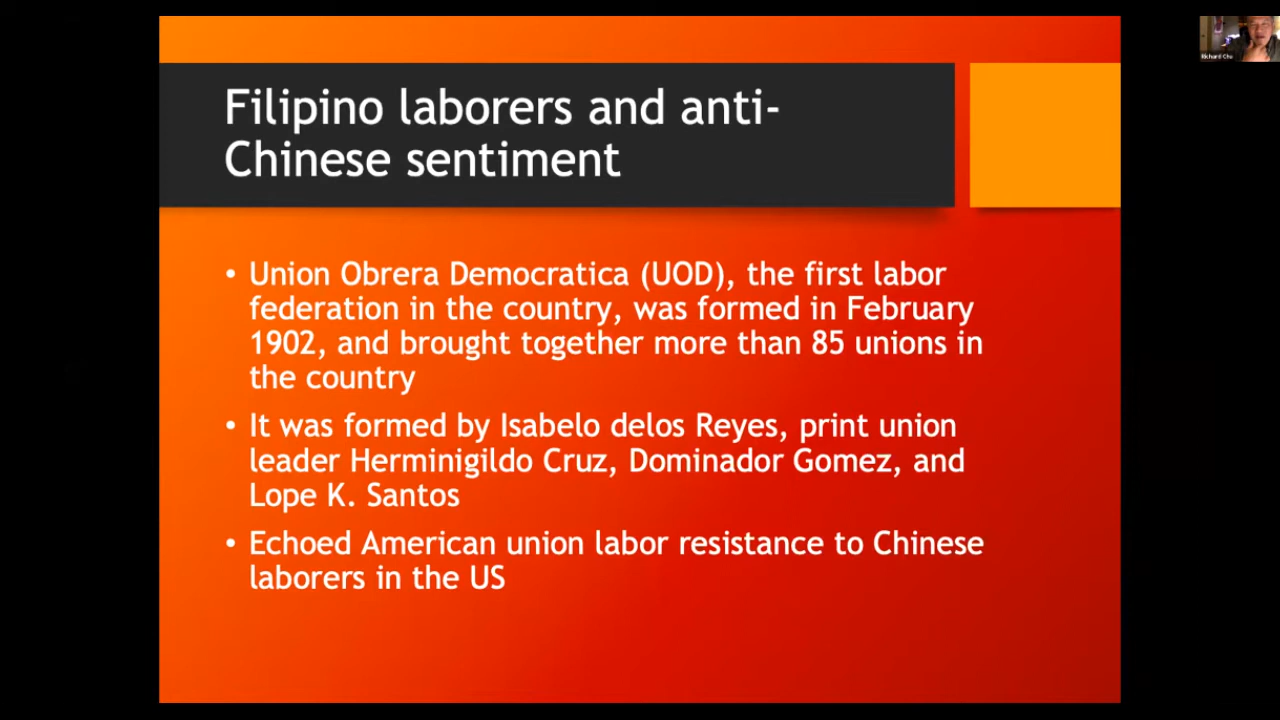 Filipino laborers and anti-
Chinese sentiment
• Union Obrera Democratica (UOD), the first labor
federation in the country, was formed in February
1902, and brought together more than 85 unions in
the country
• It was formed by Isabelo delos Reyes, print union
leader Herminigildo Cruz, Dominador Gomez, and
Lope K. Santos
• Echoed American union labor resistance to Chinese
laborers in the US
Richard Chu